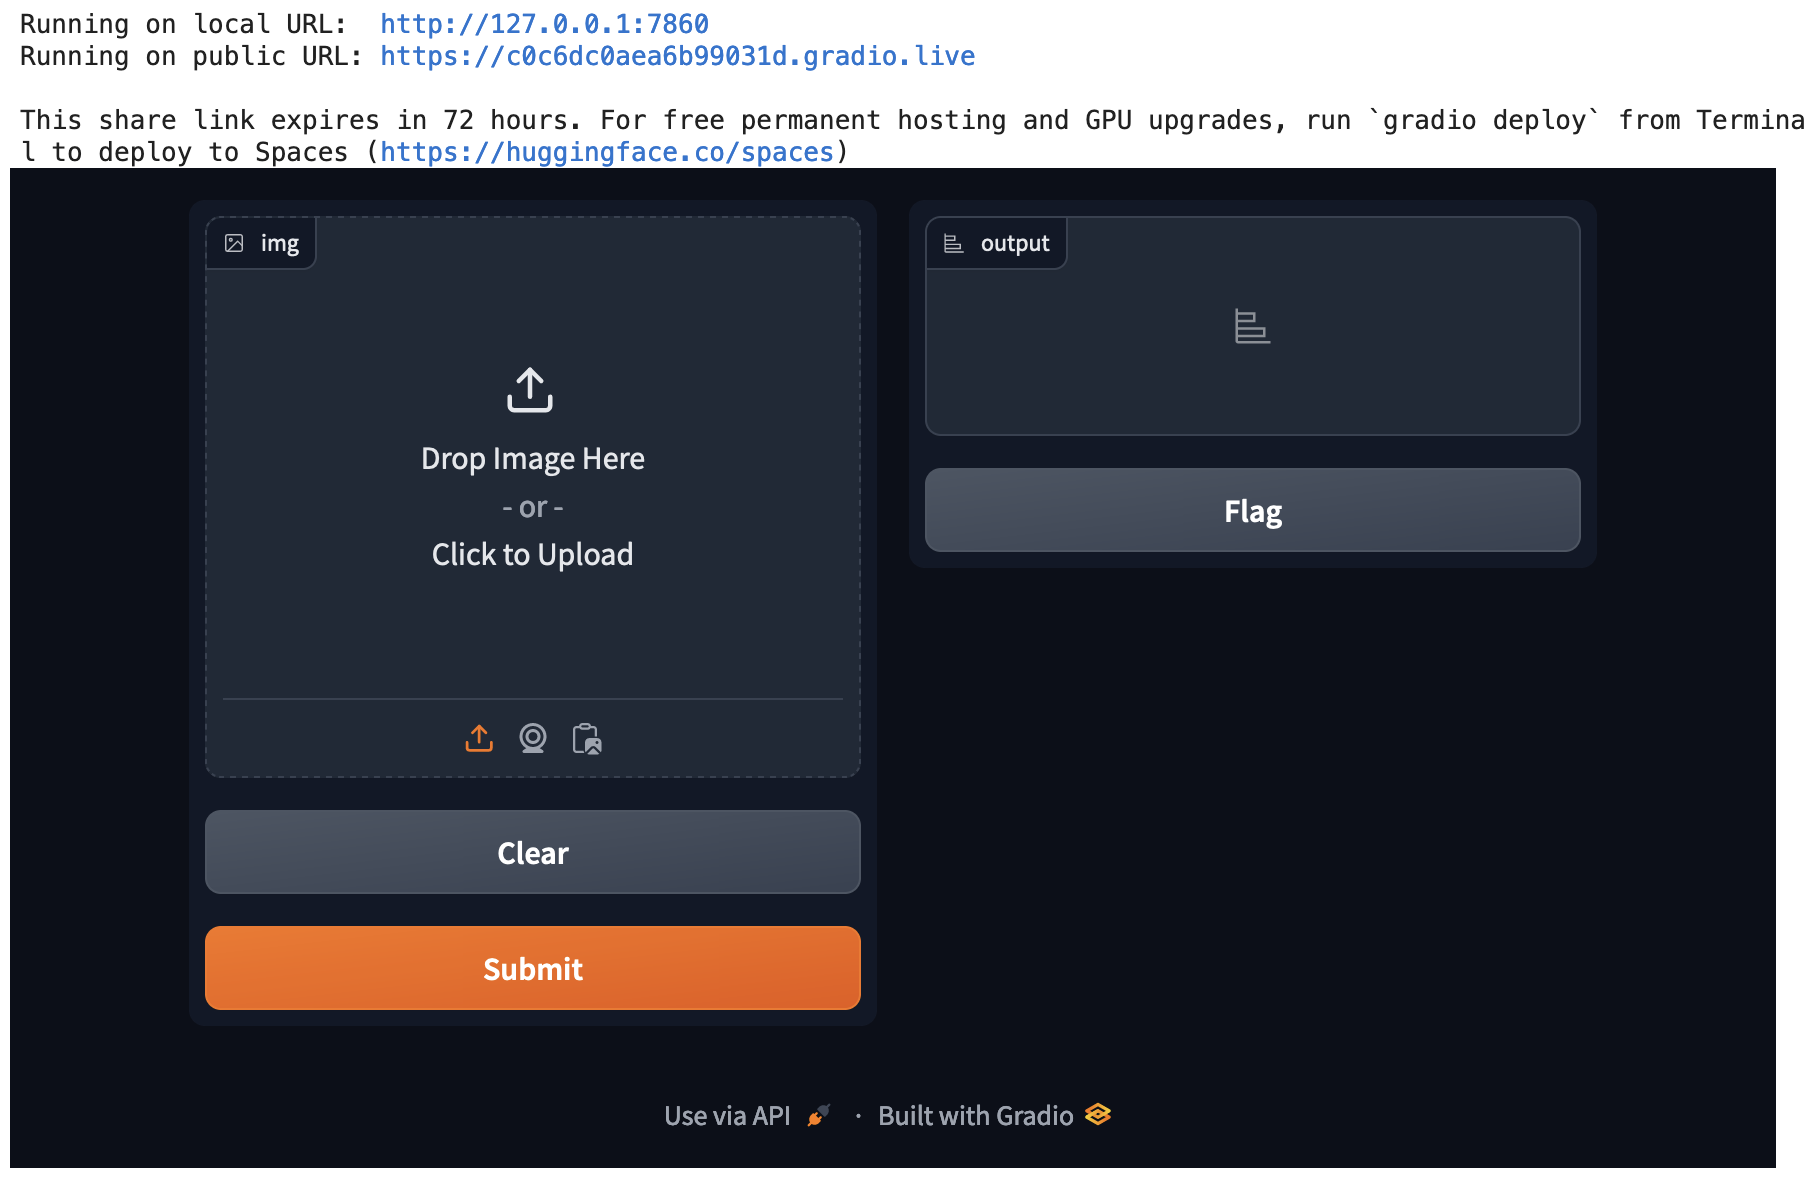 Running on local URL:  http://127.0.0.1:7860
Running on public URL: https://c0c6dc0aea6b99031d.gradio.live
This share link expires in 72 hours. For free permanent hosting and GPU upgrades, run `gradio deploy` from Termina
l to deploy to Spaces (https://huggingface.co/spaces)
img
Drop Image Here
- or -
Click to Upload
Clear
Submit
output
Flag
Use via API · Built with Gradio